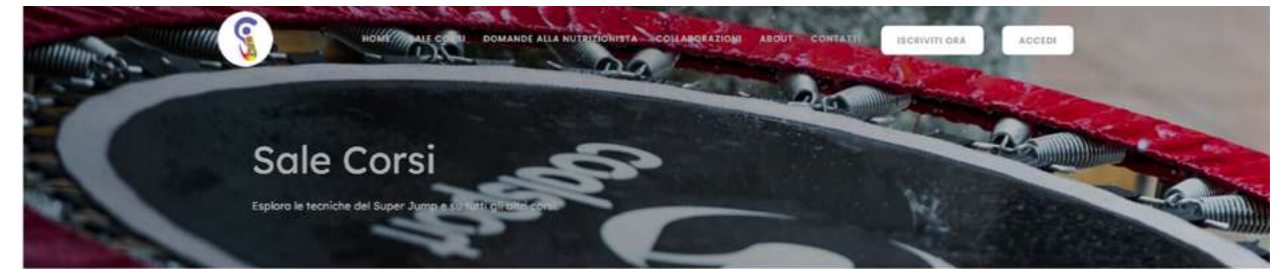 HOME SALE CORSI DOMANDE ALLA NUTRIZIONISTA COLLABORAZIONI ABOUT CONTATTI ISCRIVITI ORA ACCEDI
Sale Corsi
Esplora le tecniche del Super Jump e su tutti gli altri corsi.
coalsport